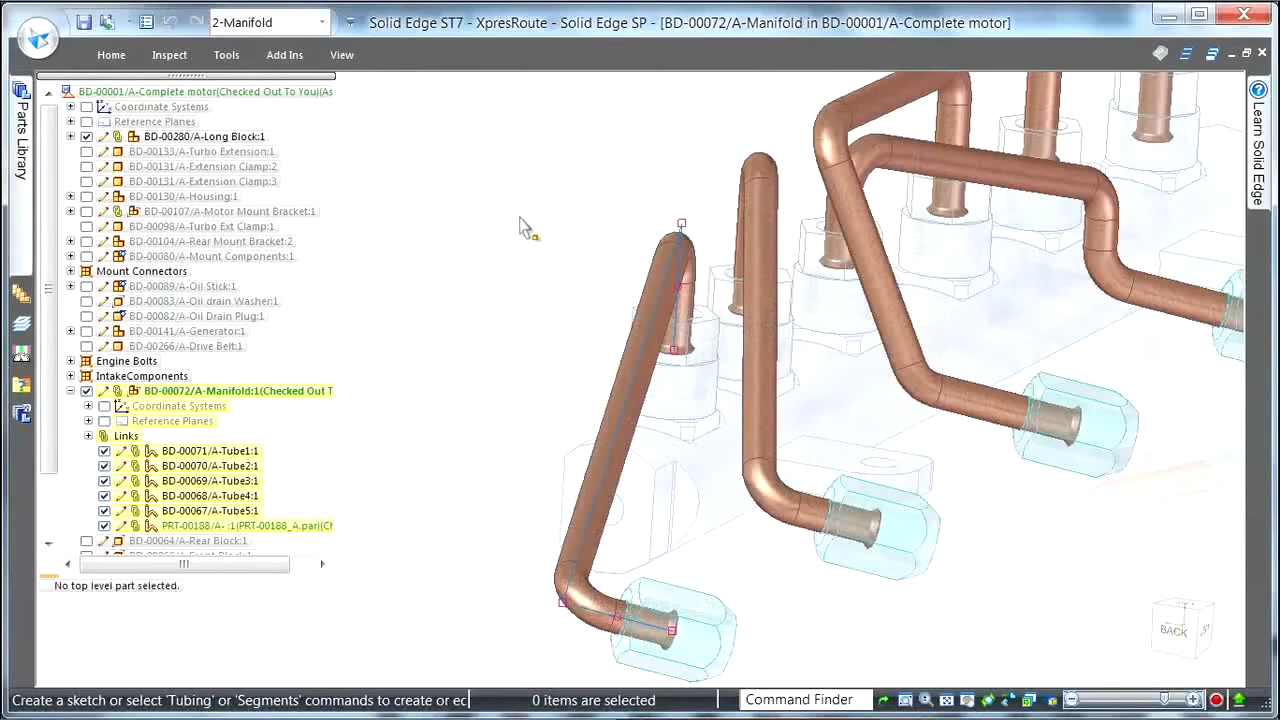 2-Manifold
Solid Edge ST7 - XpresRoute - Solid Edge SP - [BD-00072/A-Manifold in BD-00001/A-Complete motor]
Home
Inspect
Tools
Add Ins
View
Parts Library
BD-00001/A-Complete motor(Checked Out To You)(As
Coordinate Systems
Reference Planes
BD-00280/A-Long Block:1
BD-00133/A-Turbo Extension:1
BD-00131/A-Extension Clamp:2
BD-00131/A-Extension Clamp:3
BD-00130/A-Housing:1
BD-00107/A-Motor Mount Bracket:1
BD-00098/A-Turbo Ext Clamp:1
BD-00104/A-Rear Mount Bracket:2
BD-00080/A-Mount Components:1
Mount Connectors
BD-00089/A-Oil Stick:1
BD-00083/A-Oil drain Washer:1
BD-00082/A-Oil Drain Plug:1
BD-00141/A-Generator:1
BD-00266/A-Drive Belt:1
Engine Bolts
IntakeComponents
BD-00072/A-Manifold:1(Checked Out T
Coordinate Systems
Reference Planes
Links
BD-00071/A-Tube1:1
BD-00070/A-Tube2:1
BD-00069/A-Tube3:1
BD-00068/A-Tube4:1
BD-00067/A-Tube5:1
PRT-00188/A- :1(PRT-00188_A.par)(Ch
BD-00064/A-Rear Block:1
No top level part selected.
Learn Solid Edge
BACK
Create a sketch or select 'Tubing' or 'Segments' commands to create or ec
0 items are selected
Command Finder